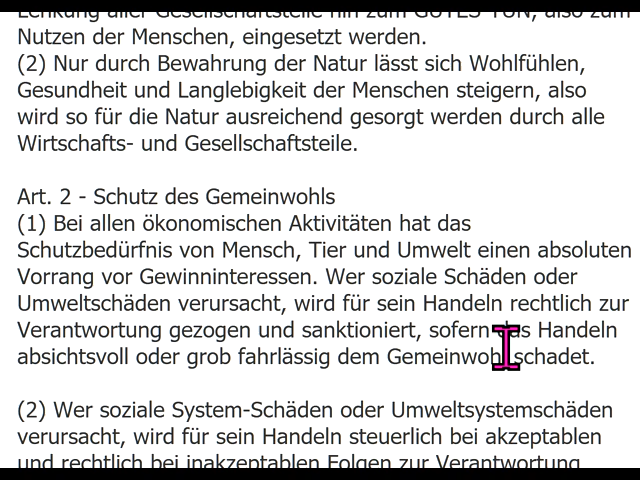 Lenkung aller Gesellschaftsteile hin zum GUTES TUN, also zum
Nutzen der Menschen, eingesetzt werden.
(2) Nur durch Bewahrung der Natur lässt sich Wohlfühlen,
Gesundheit und Langlebigkeit der Menschen steigern, also
wird so für die Natur ausreichend gesorgt werden durch alle
Wirtschafts- und Gesellschaftsteile.
Art. 2 - Schutz des Gemeinwohls
(1) Bei allen ökonomischen Aktivitäten hat das
Schutzbedürfnis von Mensch, Tier und Umwelt einen absoluten
Vorrang vor Gewinninteressen. Wer soziale Schäden oder
Umweltschäden verursacht, wird für sein Handeln rechtlich zur
Verantwortung gezogen und sanktioniert, sofern das Handeln
absichtsvoll oder grob fahrlässig dem Gemeinwohl schadet.
(2) Wer soziale System-Schäden oder Umweltsystemschäden
verursacht, wird für sein Handeln steuerlich bei akzeptablen
und rechtlich bei inakzeptablen Folgen zur Verantwortung